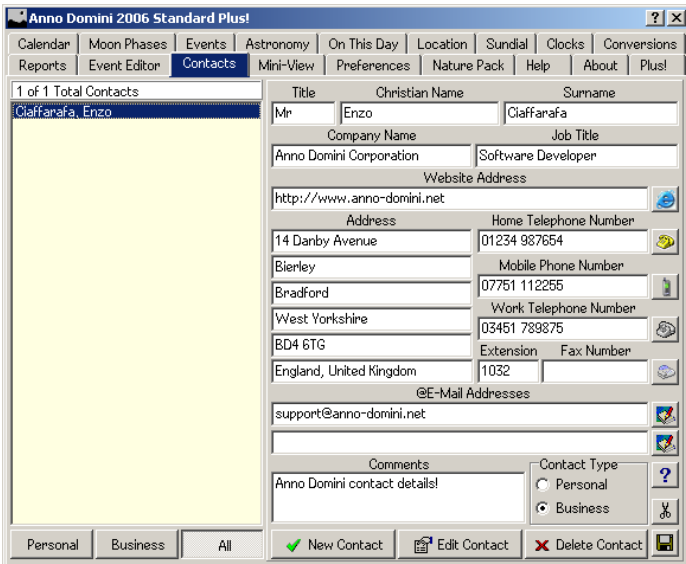 Anno Domini 2006 Standard Plus!
Calendar Moon Phases Events Astronomy On This Day Location Sundial Clocks Conversions
Reports Event Editor Contacts Mini-View Preferences Nature Pack Help About Plus!
1 of 1 Total Contacts
Ciaffarafa, Enzo
Title Christian Name Surname
Mr Enzo Ciaffarafa
Company Name Job Title
Anno Domini Corporation Software Developer
Website Address
http://www.anno-domini.net
Address Home Telephone Number
14 Danby Avenue 01234 987654
Bierley Mobile Phone Number
Bradford 07751 112255
West Yorkshire Work Telephone Number
03451 789875
BD4 6TG Extension Fax Number
England, United Kingdom 1032
@E-Mail Addresses
support@anno-domini.net
Comments Contact Type
Anno Domini contact details! Personal
Business
Personal Business All New Contact Edit Contact Delete Contact